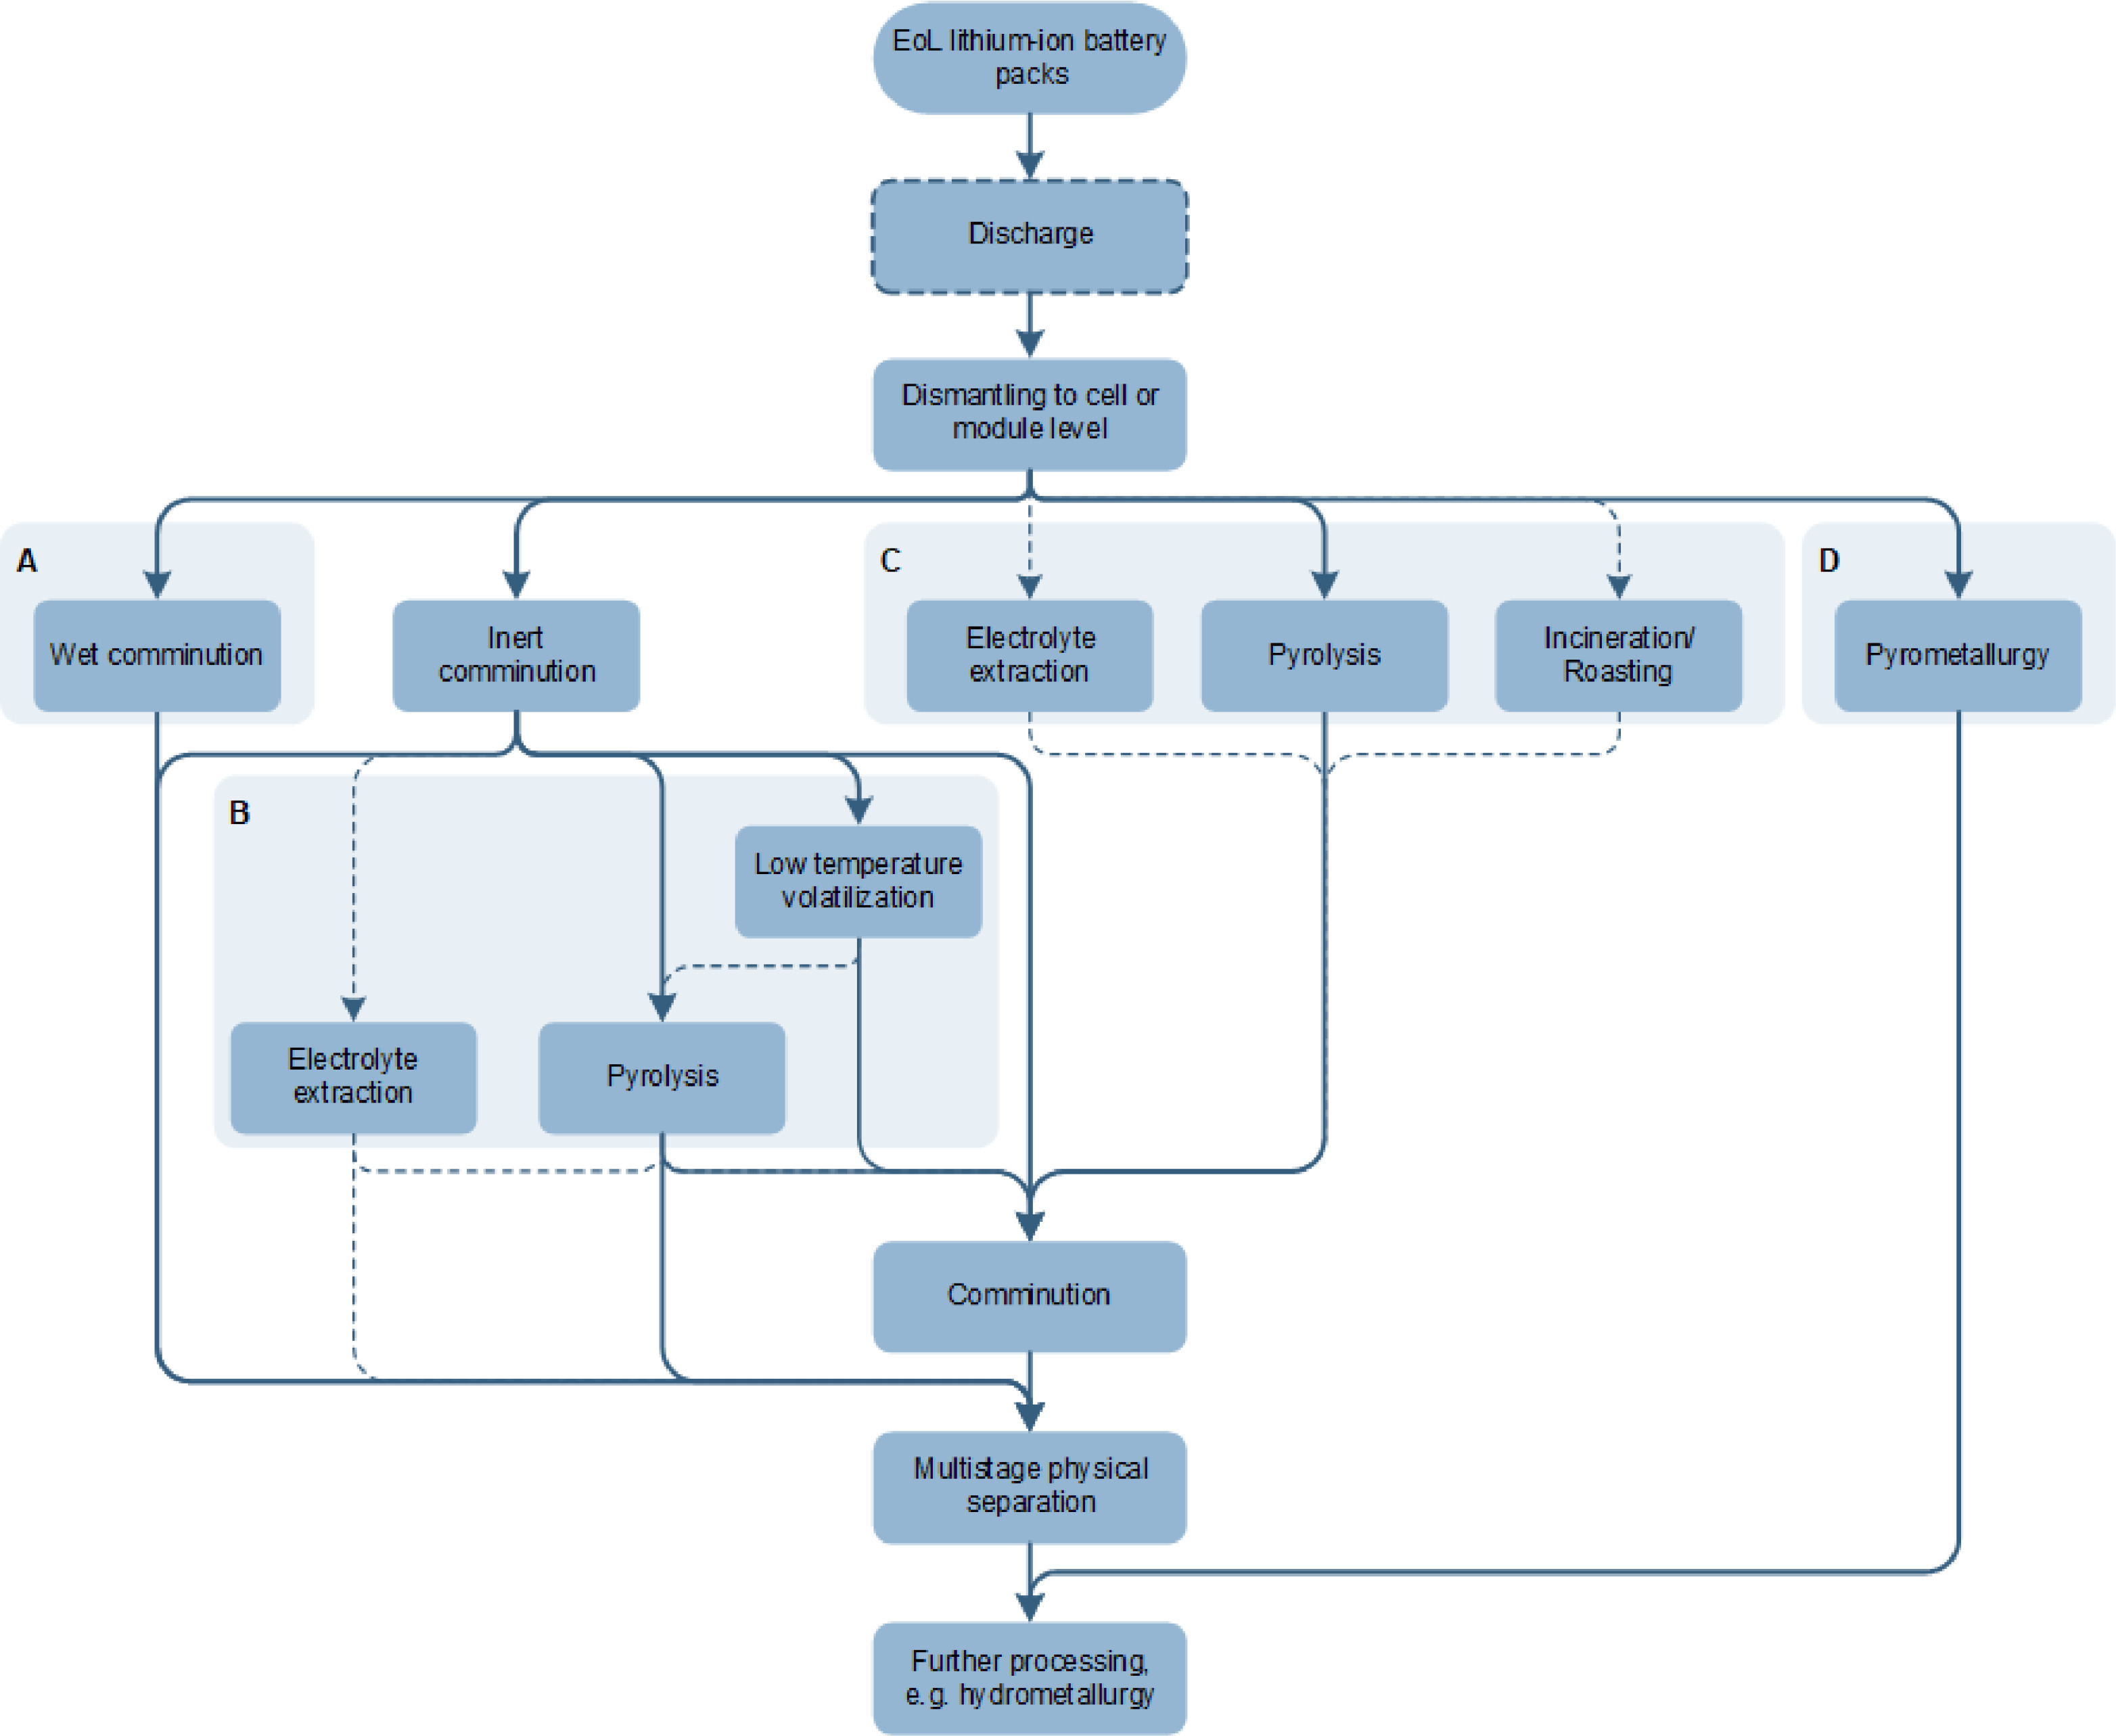 EoL lithium-ion battery
packs
Discharge
Dismantling to cell or
module level
A
C
D
Wet comminution
Inert
comminution
Electrolyte
extraction
Pyrolysis
Incineration/
Roasting
Pyrometallurgy
B
Low temperature
volatilization
Electrolyte
extraction
Pyrolysis
Comminution
Multistage physical
separation
Further processing,
e.g. hydrometallurgy